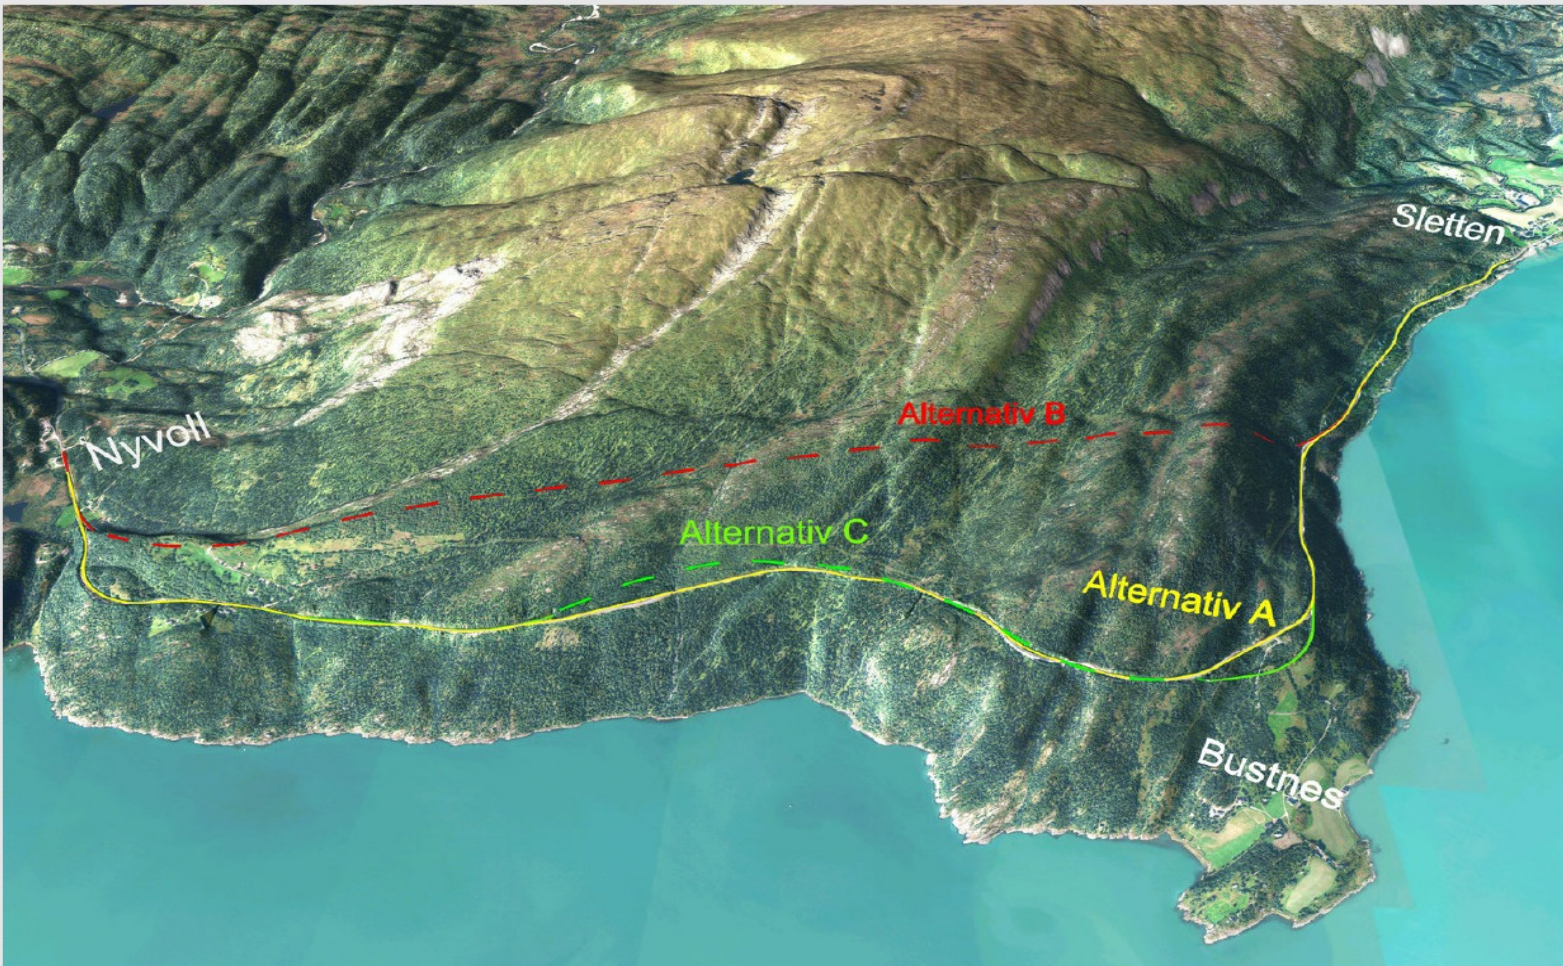 Sletten
Alternativ B
Nyvoll
Alternativ C
Alternativ A
Bustnes